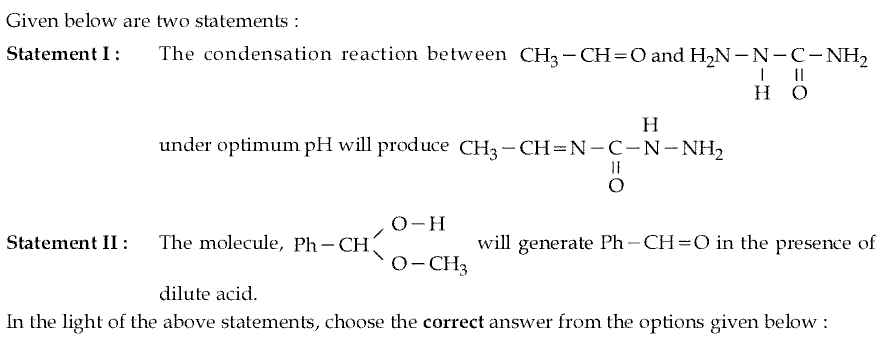 Given below are two statements :
Statement I : The condensation reaction between CH₃−CH=O and H₂N−N−C−NH₂
| ||
H O
H
under optimum pH will produce CH₃−CH=N−C−N−NH₂
||
O
O−H
Statement II : The molecule, Ph−CH will generate Ph−CH=O in the presence of
O−CH₃
dilute acid.
In the light of the above statements, choose the correct answer from the options given below :